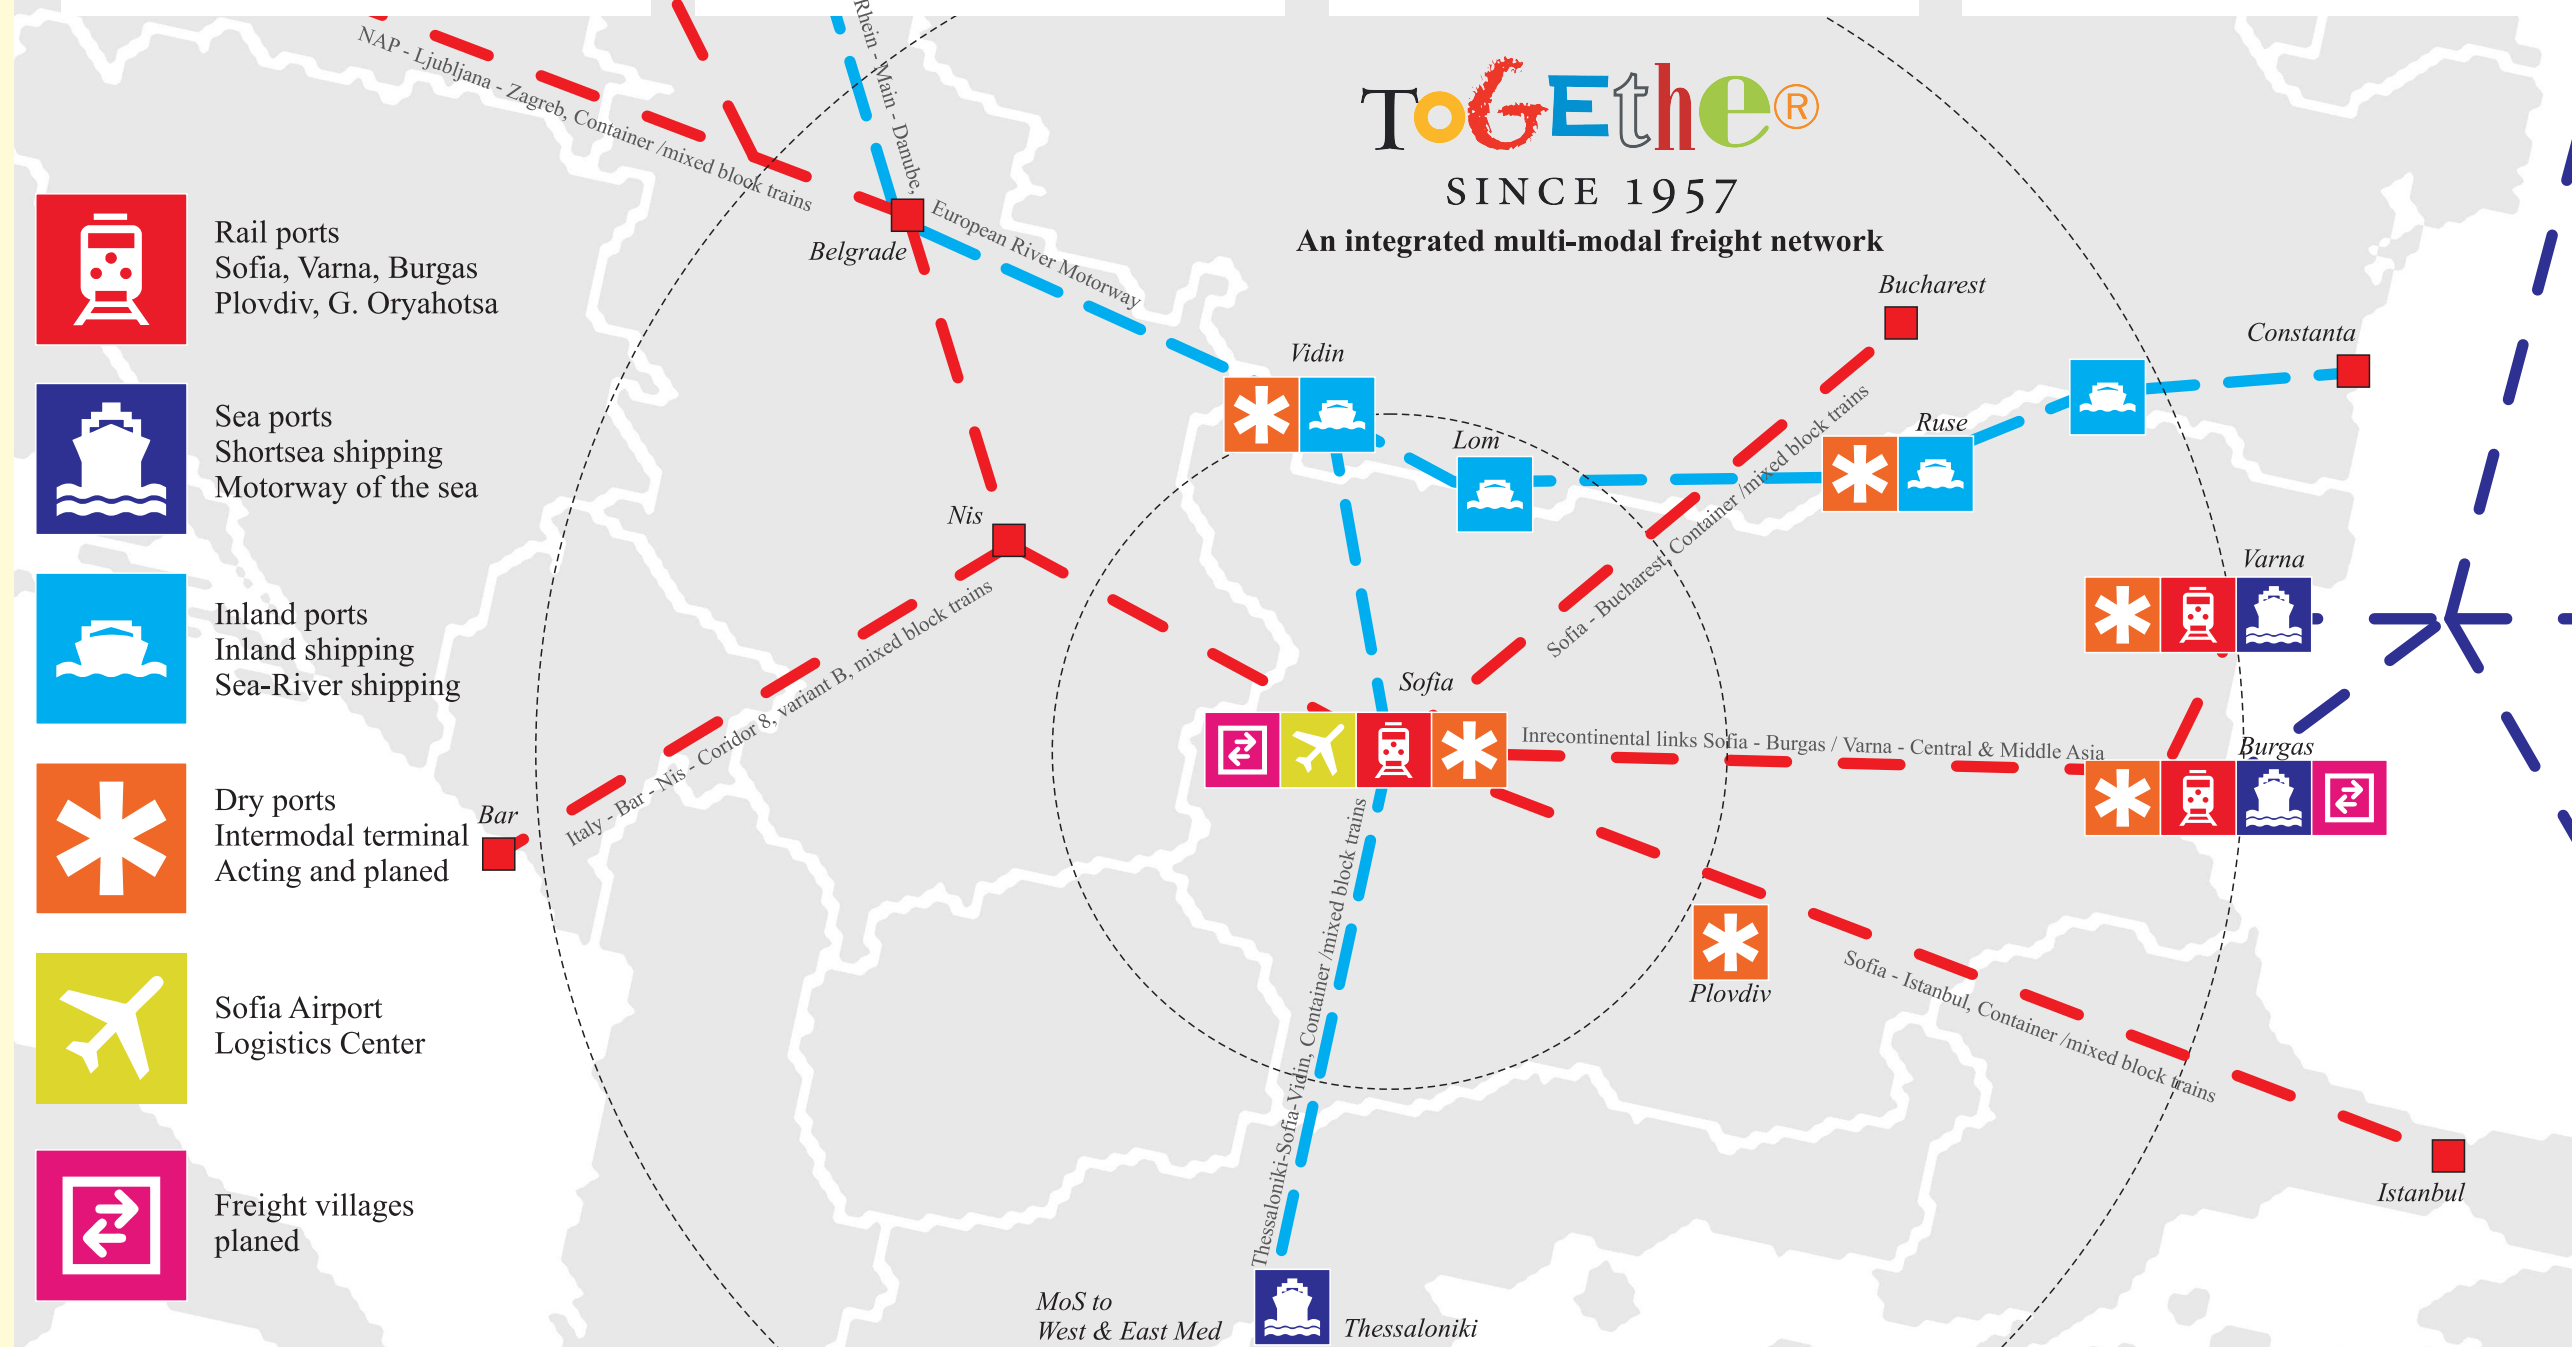 NAP - Ljubljana - Zagreb, Container /mixed block trains
Rhein - Main - Danube,
European River Motorway
ToGEthe®
SINCE 1957
An integrated multi-modal freight network
Rail ports
Sofia, Varna, Burgas
Plovdiv, G. Oryahotsa
Sea ports
Shortsea shipping
Motorway of the sea
Inland ports
Inland shipping
Sea-River shipping
Dry ports
Intermodal terminal
Acting and planed
Sofia Airport
Logistics Center
Freight villages
planed
Belgrade
Bucharest
Constanta
Vidin
Lom
Ruse
Nis
Varna
Sofia - Bucharest, Container /mixed block trains
Sofia
Inrecontinental links Sofia - Burgas / Varna - Central & Middle Asia
Burgas
Bar
Italy - Bar - Nis - Coridor 8, variant B, mixed block trains
Plovdiv
Sofia - Istanbul, Container /mixed block trains
Istanbul
Thessaloniki-Sofia-Vidin, Container /mixed block trains
MoS to
West & East Med
Thessaloniki